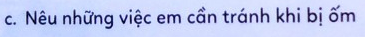 c. Nêu những việc em cần tránh khi bị ốm